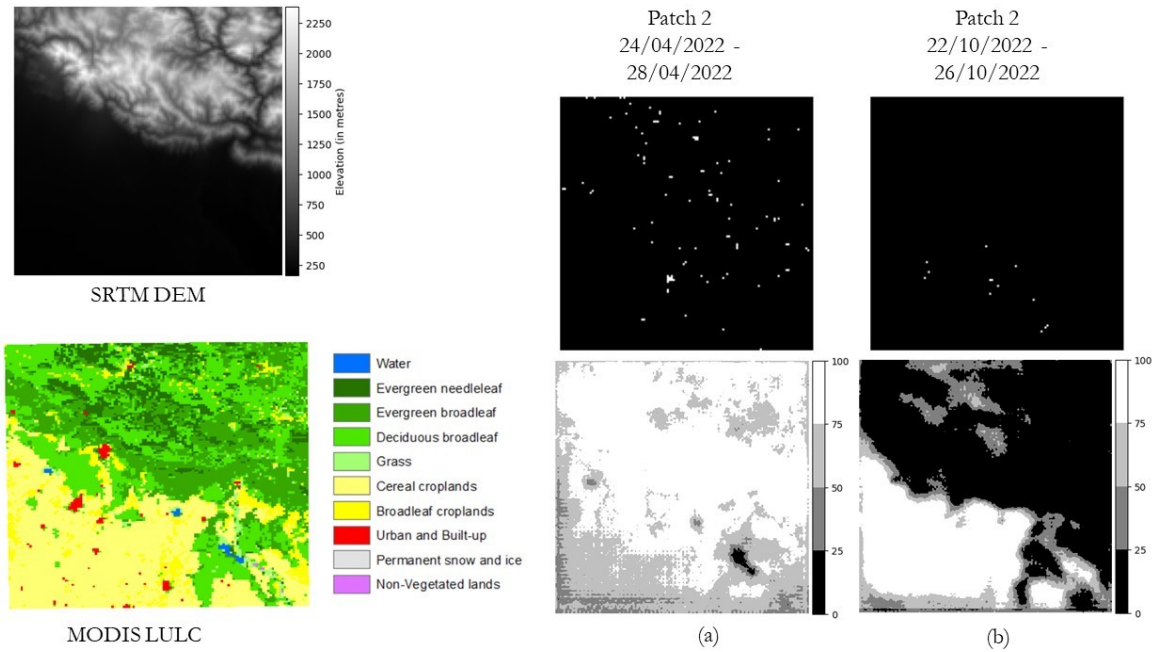 2250
2000
1750
1500
1250
1000
750
500
250
Elevation (in metres)
SRTM DEM
Water
Evergreen needleleaf
Evergreen broadleaf
Deciduous broadleaf
Grass
Cereal croplands
Broadleaf croplands
Urban and Built-up
Permanent snow and ice
Non-Vegetated lands
MODIS LULC
Patch 2
24/04/2022 -
28/04/2022
100
75
50
25
0
(a)
Patch 2
22/10/2022 -
26/10/2022
100
75
50
25
0
(b)